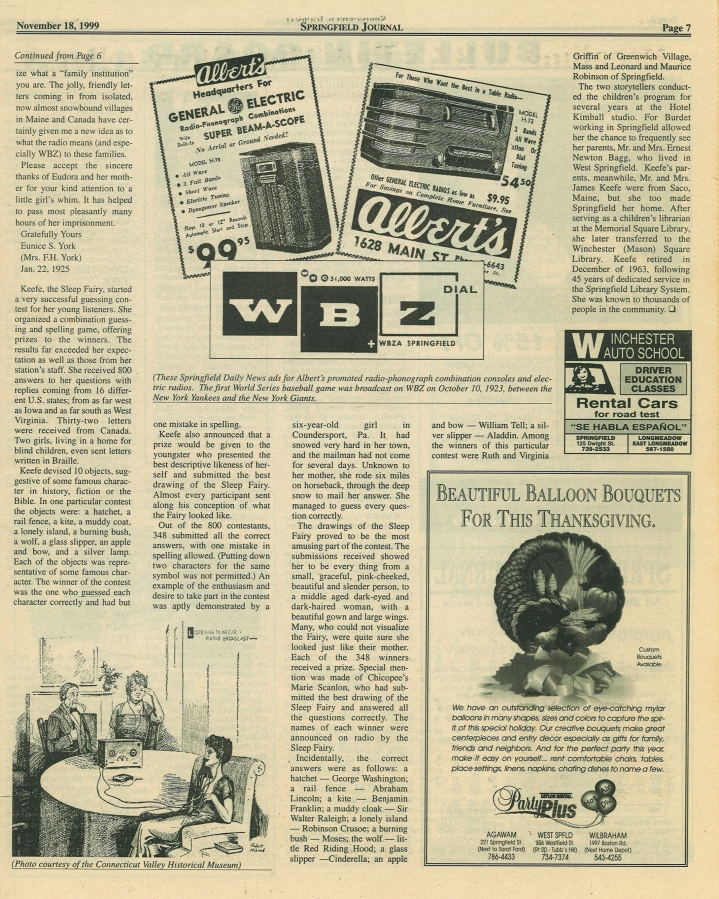 November 18, 1999
SPRINGFIELD JOURNAL
Page 7
Continued from Page 6
ize what a "family institution"
you are. The jolly, friendly let-
ters coming in from isolated,
now almost snowbound villages
in Maine and Canada have cer-
tainly given me a new idea as to
what the radio means (and espe-
cially WBZ) to these families.
Please accept the sincere
thanks of Eudora and her moth-
er for your kind attention to a
little girl's whim. It has helped
to pass most pleasantly many
hours of her imprisonment.
Gratefully Yours
Eunice S. York
(Mrs. F.H. York)
Jan. 22, 1925
Keefe, the Sleep Fairy, started
a very successful guessing con-
test for her young listeners. She
organized a combination guess-
ing and spelling game, offering
prizes to the winners. The
results far exceeded her expec-
tation as well as those from her
station's staff. She received 800
answers to her questions with
replies coming from 16 differ-
ent U.S. states; from as far west
as Iowa and as far south as West
Virginia. Thirty-two letters
were received from Canada.
Two girls, living in a home for
blind children, even sent letters
written in Braille.
Keefe devised 10 objects, sug-
gestive of some famous charac-
ter in history, fiction or the
Bible. In one particular contest
the objects were: a hatchet, a
rail fence, a kite, a muddy coat,
a lonely island, a burning bush,
a wolf, a glass slipper, an apple
and bow, and a silver lamp.
Each of the objects was repre-
sentative of some famous char-
acter. The winner of the contest
was the one who guessed each
character correctly and had but
Albert's
Headquarters For
GENERAL GE ELECTRIC
Radio-Phonograph Combinations
with Built-In SUPER BEAM-A-SCOPE
No Aerial or Ground Needed!
MODEL H-78
• All Wave
• 3 Full Bands
• Short Wave
• Electric Tuning
• Dynapower Speaker
Plays 10 or 12" Records
Automatic Start and Stop
$99.95
For Those Who Want the Best in a Table Radio—
MODEL
H-73
3 Bands
All Wave
Dial
Tuning
54.50
Other GENERAL ELECTRIC RADIOS as low as $9.95
For Savings on Complete Home Furniture, See
Albert's
1628 MAIN ST.
-6643
51,000 WATTS
DIAL
W B Z
+ WBZA SPRINGFIELD
(These Springfield Daily News ads for Albert's promoted radio-phonograph combination consoles and elec-
tric radios. The first World Series baseball game was broadcast on WBZ on October 10, 1923, between the
New York Yankees and the New York Giants.
one mistake in spelling.
Keefe also announced that a
prize would be given to the
youngster who presented the
best descriptive likeness of her-
self and submitted the best
drawing of the Sleep Fairy.
Almost every participant sent
along his conception of what
the Fairy looked like.
Out of the 800 contestants,
348 submitted all the correct
answers, with one mistake in
spelling allowed. (Putting down
two characters for the same
symbol was not permitted.) An
example of the enthusiasm and
desire to take part in the contest
was aptly demonstrated by a
six-year-old girl in
Coundersport, Pa. It had
snowed very hard in her town,
and the mailman had not come
for several days. Unknown to
her mother, she rode six miles
on horseback, through the deep
snow to mail her answer. She
managed to guess every ques-
tion correctly.
The drawings of the Sleep
Fairy proved to be the most
amusing part of the contest. The
submissions received showed
her to be every thing from a
small, graceful, pink-cheeked,
beautiful and slender person, to
a middle aged dark-eyed and
dark-haired woman, with a
beautiful gown and large wings.
Many, who could not visualize
the Fairy, were quite sure she
looked just like their mother.
Each of the 348 winners
received a prize. Special men-
tion was made of Chicopee's
Marie Scanlon, who had sub-
mitted the best drawing of the
Sleep Fairy and answered all
the questions correctly. The
names of each winner were
announced on radio by the
Sleep Fairy.
Incidentally, the correct
answers were as follows: a
hatchet — George Washington;
a rail fence — Abraham
Lincoln; a kite — Benjamin
Franklin; a muddy cloak — Sir
Walter Raleigh; a lonely island
— Robinson Crusoe; a burning
bush — Moses; the wolf — lit-
tle Red Riding Hood; a glass
slipper —Cinderella; an apple
and bow — William Tell; a sil-
ver slipper — Aladdin. Among
the winners of this particular
contest were Ruth and Virginia
Griffin of Greenwich Village,
Mass and Leonard and Maurice
Robinson of Springfield.
The two storytellers conduct-
ed the children's program for
several years at the Hotel
Kimball studio. For Burdet
working in Springfield allowed
her the chance to frequently see
her parents, Mr. and Mrs. Ernest
Newton Bagg, who lived in
West Springfield. Keefe's par-
ents, meanwhile, Mr. and Mrs.
James Keefe were from Saco,
Maine, but she too made
Springfield her home. After
serving as a children's librarian
at the Memorial Square Library,
she later transferred to the
Winchester (Mason) Square
Library. Keefe retired in
December of 1963, following
45 years of dedicated service in
the Springfield Library System.
She was known to thousands of
people in the community. ❑
WINCHESTER
AUTO SCHOOL
DRIVER
EDUCATION
CLASSES
Rental Cars
for road test
"SE HABLA ESPAÑOL"
SPRINGFIELD
125 Dwight St.
739-2533
LONGMEADOW
EAST LONGMEADOW
567-1580
BEAUTIFUL BALLOON BOUQUETS
FOR THIS THANKSGIVING.
Custom
Bouquets
Available
We have an outstanding selection of eye-catching mylar
balloons in many shapes, sizes and colors to capture the spir-
it of this special holiday. Our creative bouquets make great
centerpieces and entry decor especially as gifts for family,
friends and neighbors. And for the perfect party this year,
make it easy on yourself... rent comfortable chairs, tables,
place settings, linens, napkins, chafing dishes to name a few.
TAYLOR RENTAL
Party Plus
AGAWAM
221 Springfield St.
(Next to Saraf Ford)
786-4433
WEST SPFLD
506 Westfield St.
(Rt 20 - Tubb's Hill)
734-7374
WILBRAHAM
1997 Boston Rd.
(Next Home Depot)
543-4255
RADIO BROADCAST—
(Photo courtesy of the Connecticut Valley Historical Museum)